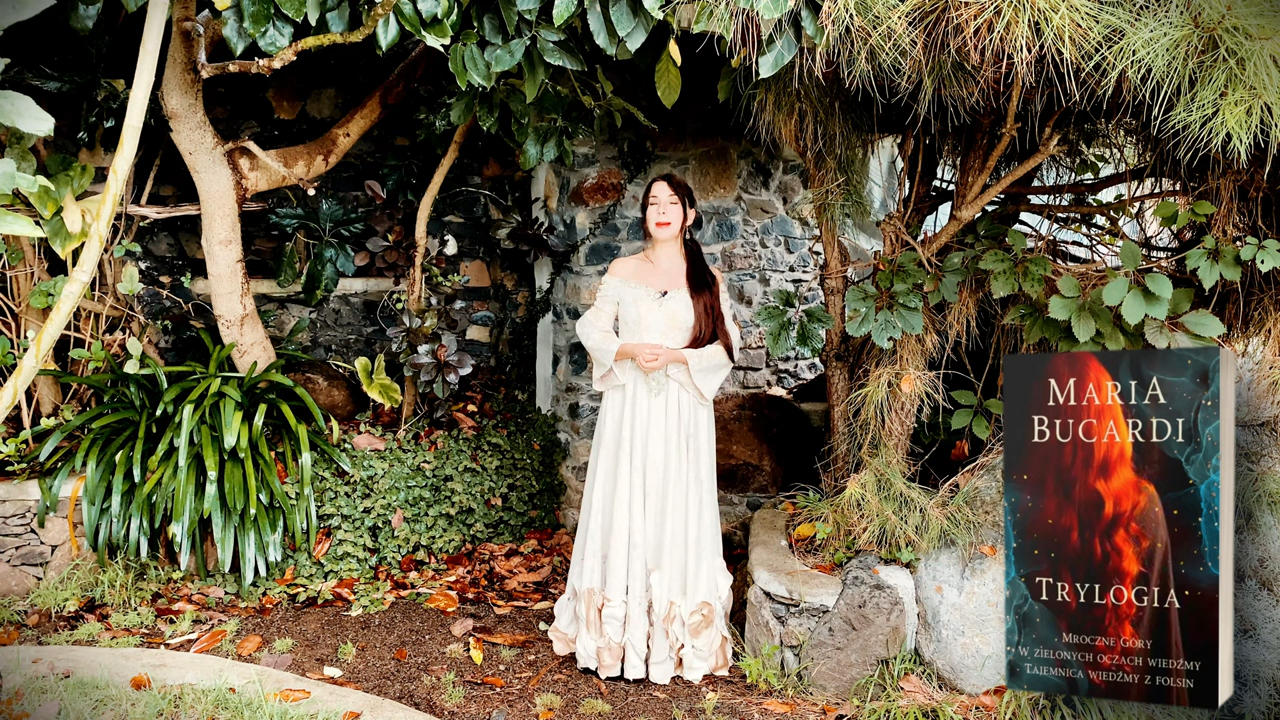 MARIA
BUCARDI
TRYLOGIA
MROCZNE GÓRY
W ZIELONYCH OCZACH WIEDŹMY
TAJEMNICA WIEDŹMY Z FOLSIN